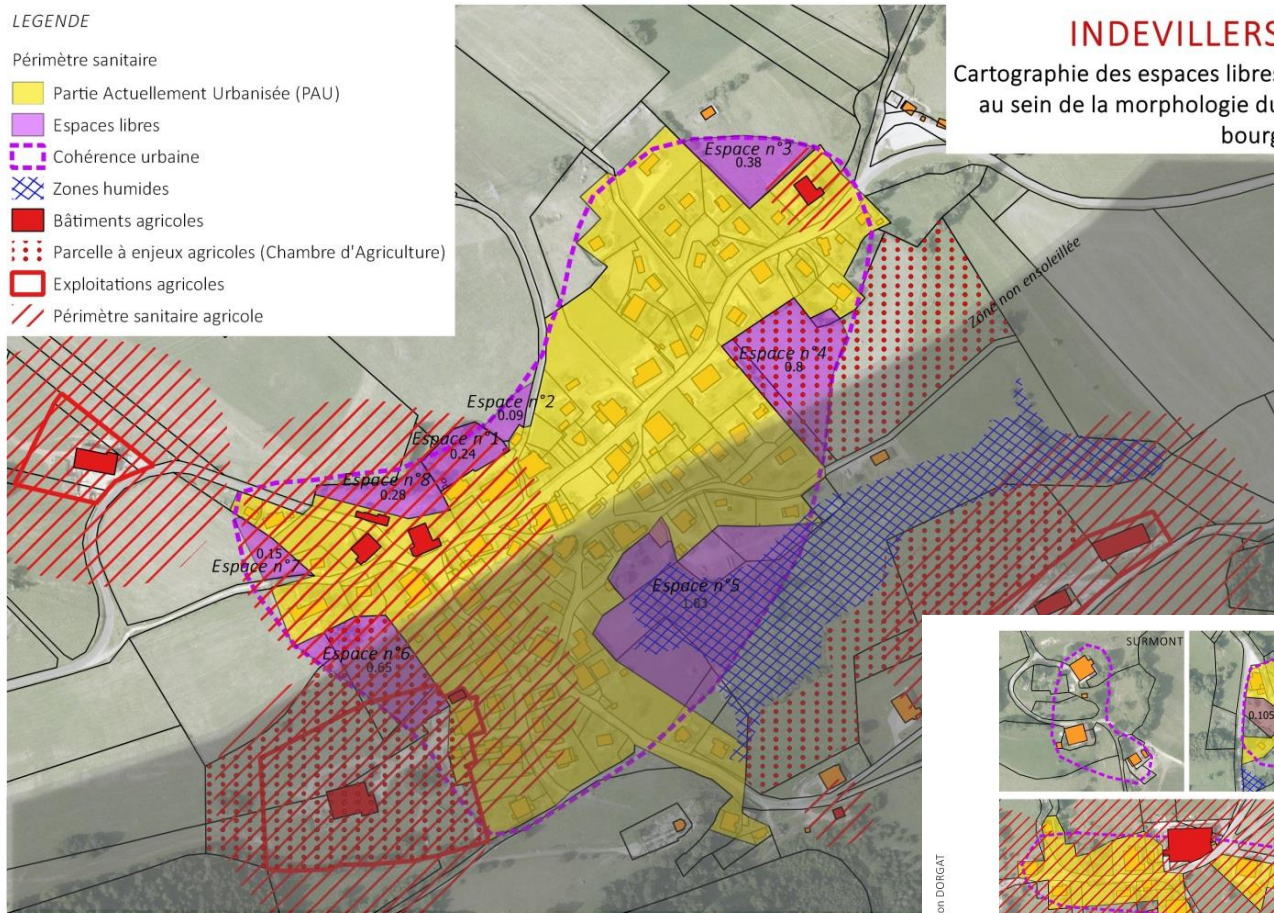 LEGENDE
Périmètre sanitaire
Partie Actuellement Urbanisée (PAU)
Espaces libres
Cohérence urbaine
Zones humides
Bâtiments agricoles
Parcelle à enjeux agricoles (Chambre d'Agriculture)
Exploitations agricoles
Périmètre sanitaire agricole
INDEVILLERS
Cartographie des espaces libres
au sein de la morphologie du
bourg
Espace n°3
0.38
Zone non ensoleillée
Espace n°4
0.8
Espace n°2
0.09
Espace n°1
0.24
Espace n°8
0.28
0.15
Espace n°7
Espace n°5
1.63
Espace n°6
0.65
SURMONT
0.105
on DORGAT